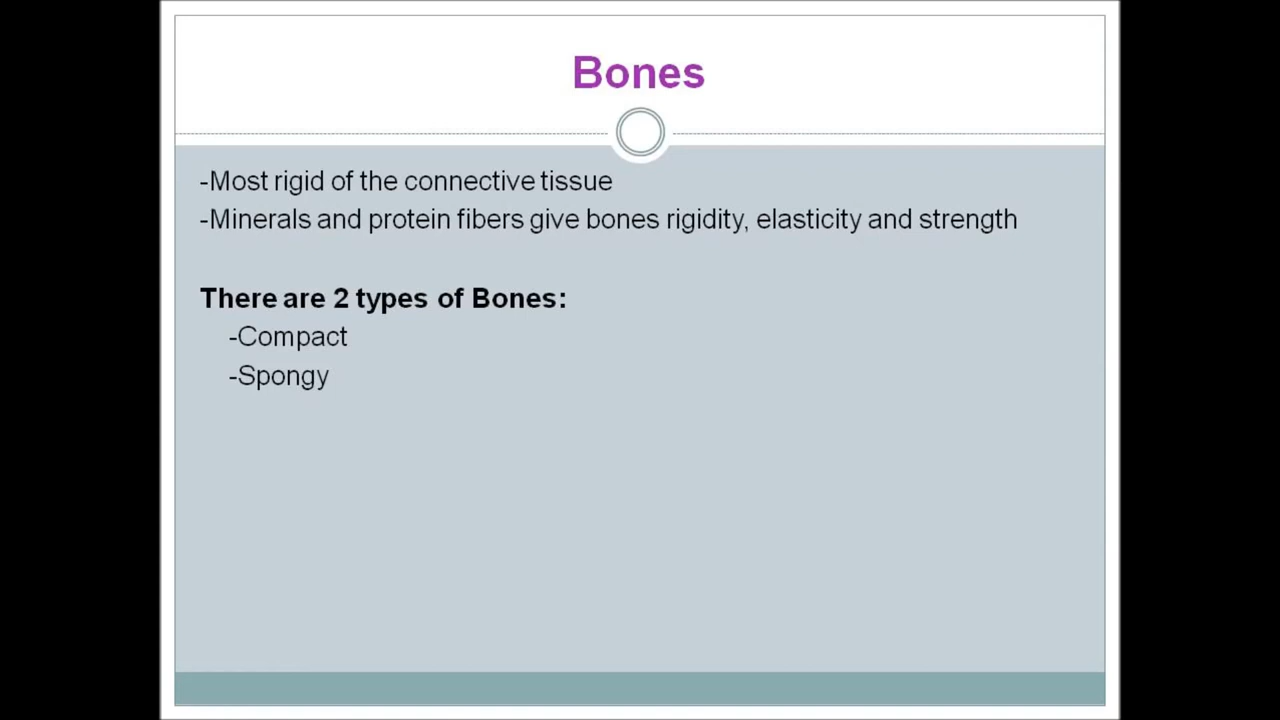 Bones
-Most rigid of the connective tissue
-Minerals and protein fibers give bones rigidity, elasticity and strength
There are 2 types of Bones:
-Compact
-Spongy